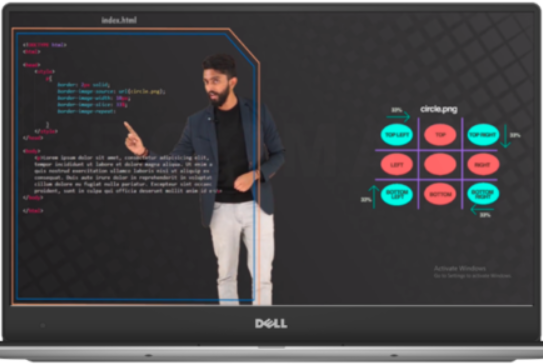 index.html
<!DOCTYPE html>
<html>
<head>
<style>
border: 8px solid;
border-image-source: url(circle.png);
border-image-width: 30px;
border-image-slice: 33%;
border-image-repeat:
}
</style>
</head>
<body>
Lorem ipsum dolor sit amet, consectetur adipisicing elit,
tempor incididunt ut labore et dolore magna aliqua. Ut enim a
quis nostrud exercitation ullamco laboris nisi ut aliquip ex
consequat. Duis aute irure dolor in reprehenderit in voluptat
cillum dolore eu fugiat nulla pariatur. Excepteur sint occaec
proident, sunt in culpa qui officia deserunt mollit anim id
</body>
</html>
circle.png
33%
TOP LEFT
TOP
TOP RIGHT
33%
LEFT
RIGHT
33%
BOTTOM
LEFT
BOTTOM
BOTTOM
RIGHT
33%
Activate Windows
Go to Settings to activate Windows.
DELL